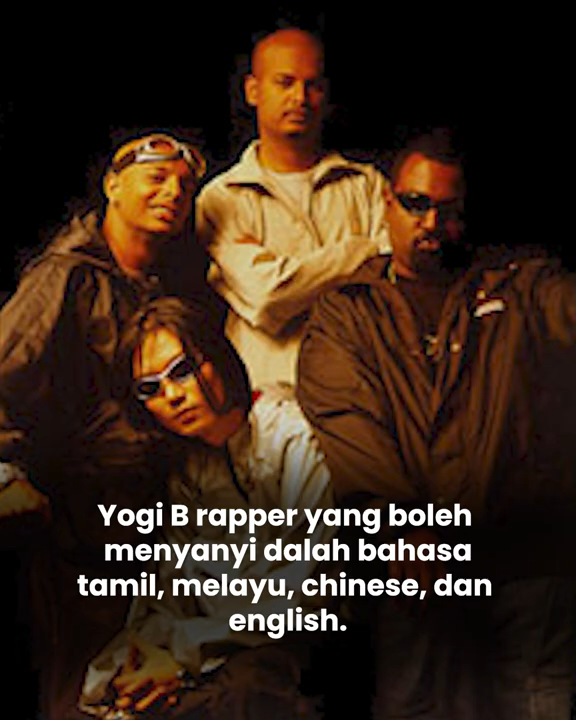 Yogi B rapper yang boleh
menyanyi dalah bahasa
tamil, melayu, chinese, dan
english.